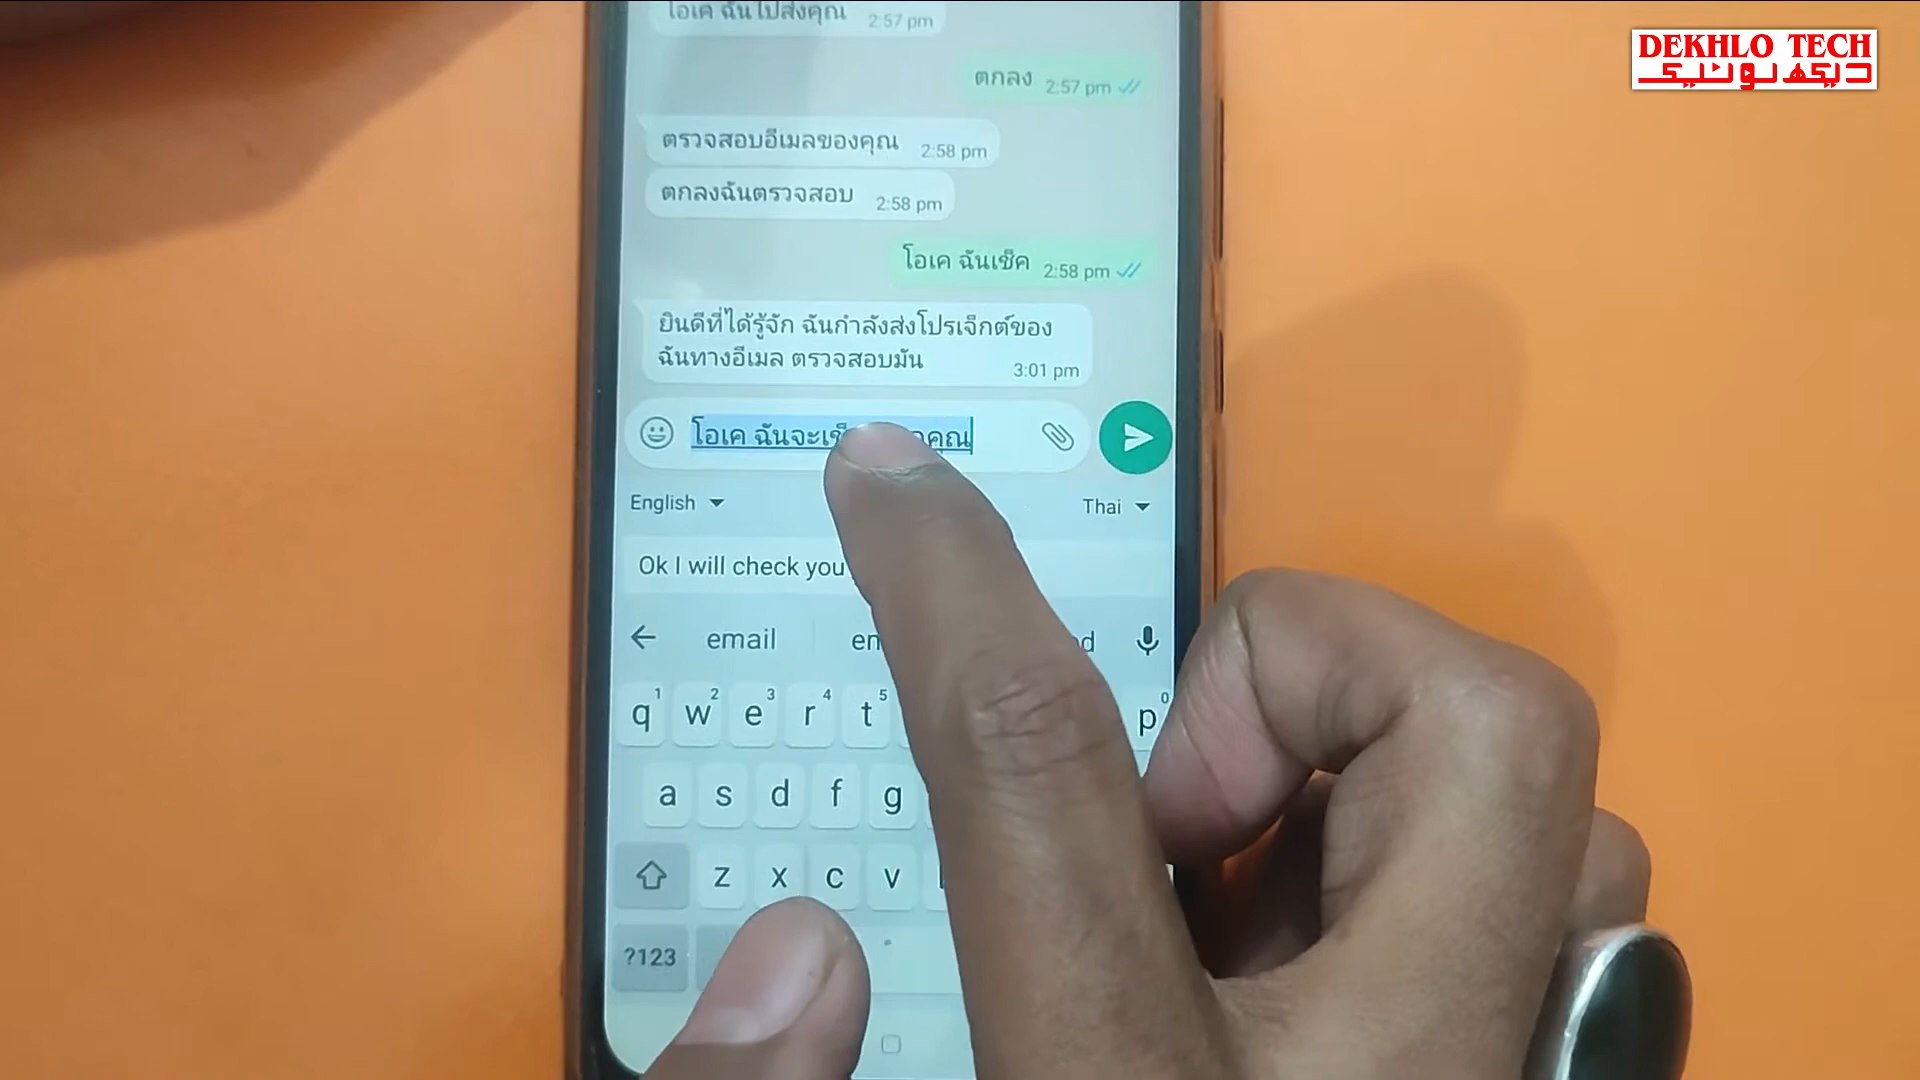 DEKHLO TECH
โอเค ฉันไปส่งคุณ 2:57 pm
ตกลง 2:57 pm
ตรวจสอบอีเมลของคุณ 2:58 pm
ตกลงฉันตรวจสอบ 2:58 pm
โอเค ฉันเช็ค 2:58 pm
ยินดีที่ได้รู้จัก ฉันกำลังส่งโปรเจ็กต์ของ
ฉันทางอีเมล ตรวจสอบมัน 3:01 pm
โอเค ฉันจะ
English Thai
Ok I will check
email
q 1 w 2 e 3 r 4 t 5 p 0
a s d f g
z x c v
?123